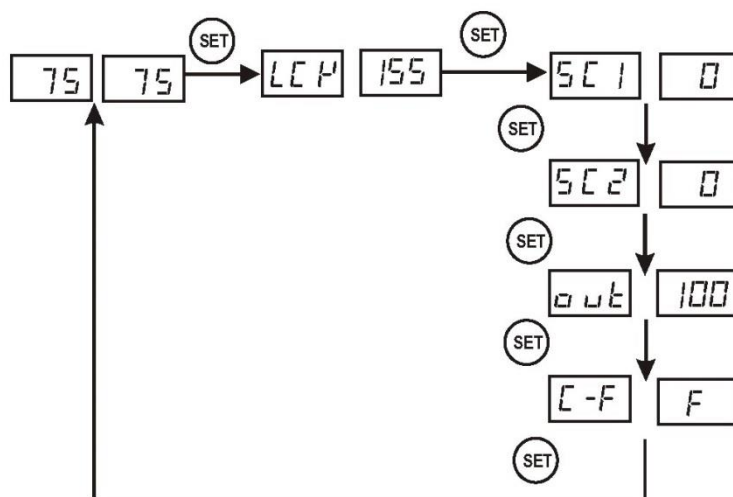 SET SET
75 75 LCK 155 SC1 0
SET
SC2 0
SET
out 100
SET
C-F F
SET